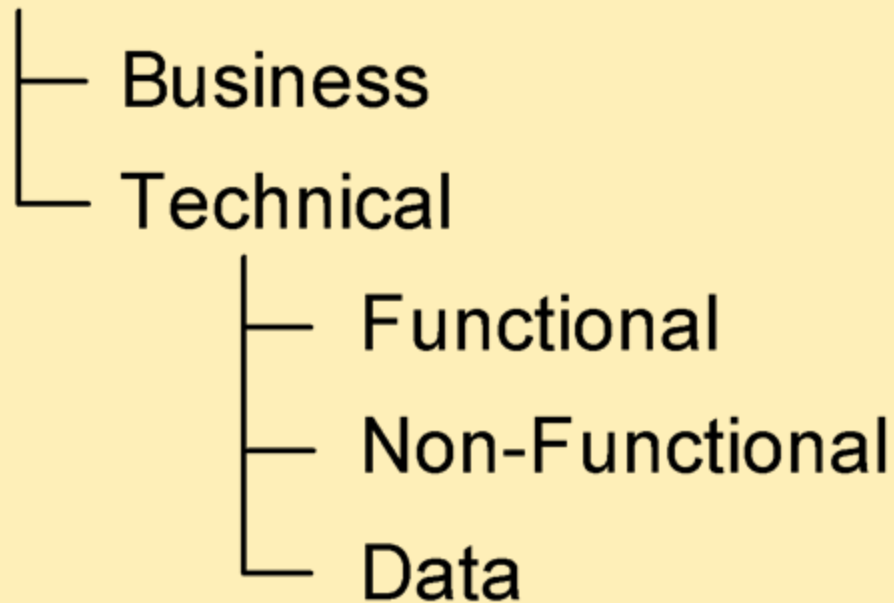 Business
Technical
Functional
Non-Functional
Data